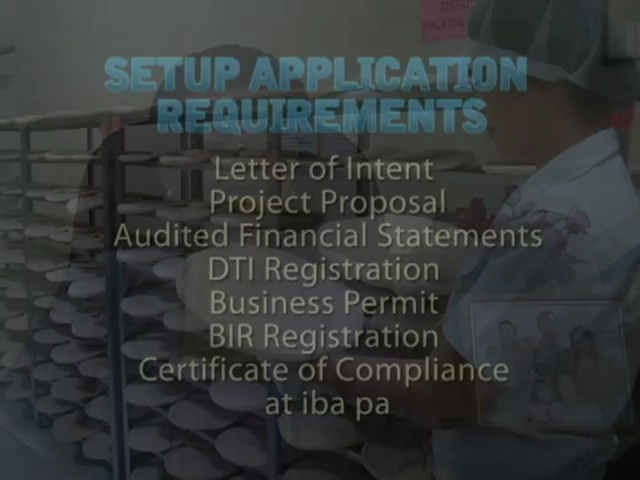 SETUP APPLICATION
REQUIREMENTS
Letter of Intent
Project Proposal
Audited Financial Statements
DTI Registration
Business Permit
BIR Registration
Certificate of Compliance
at iba pa